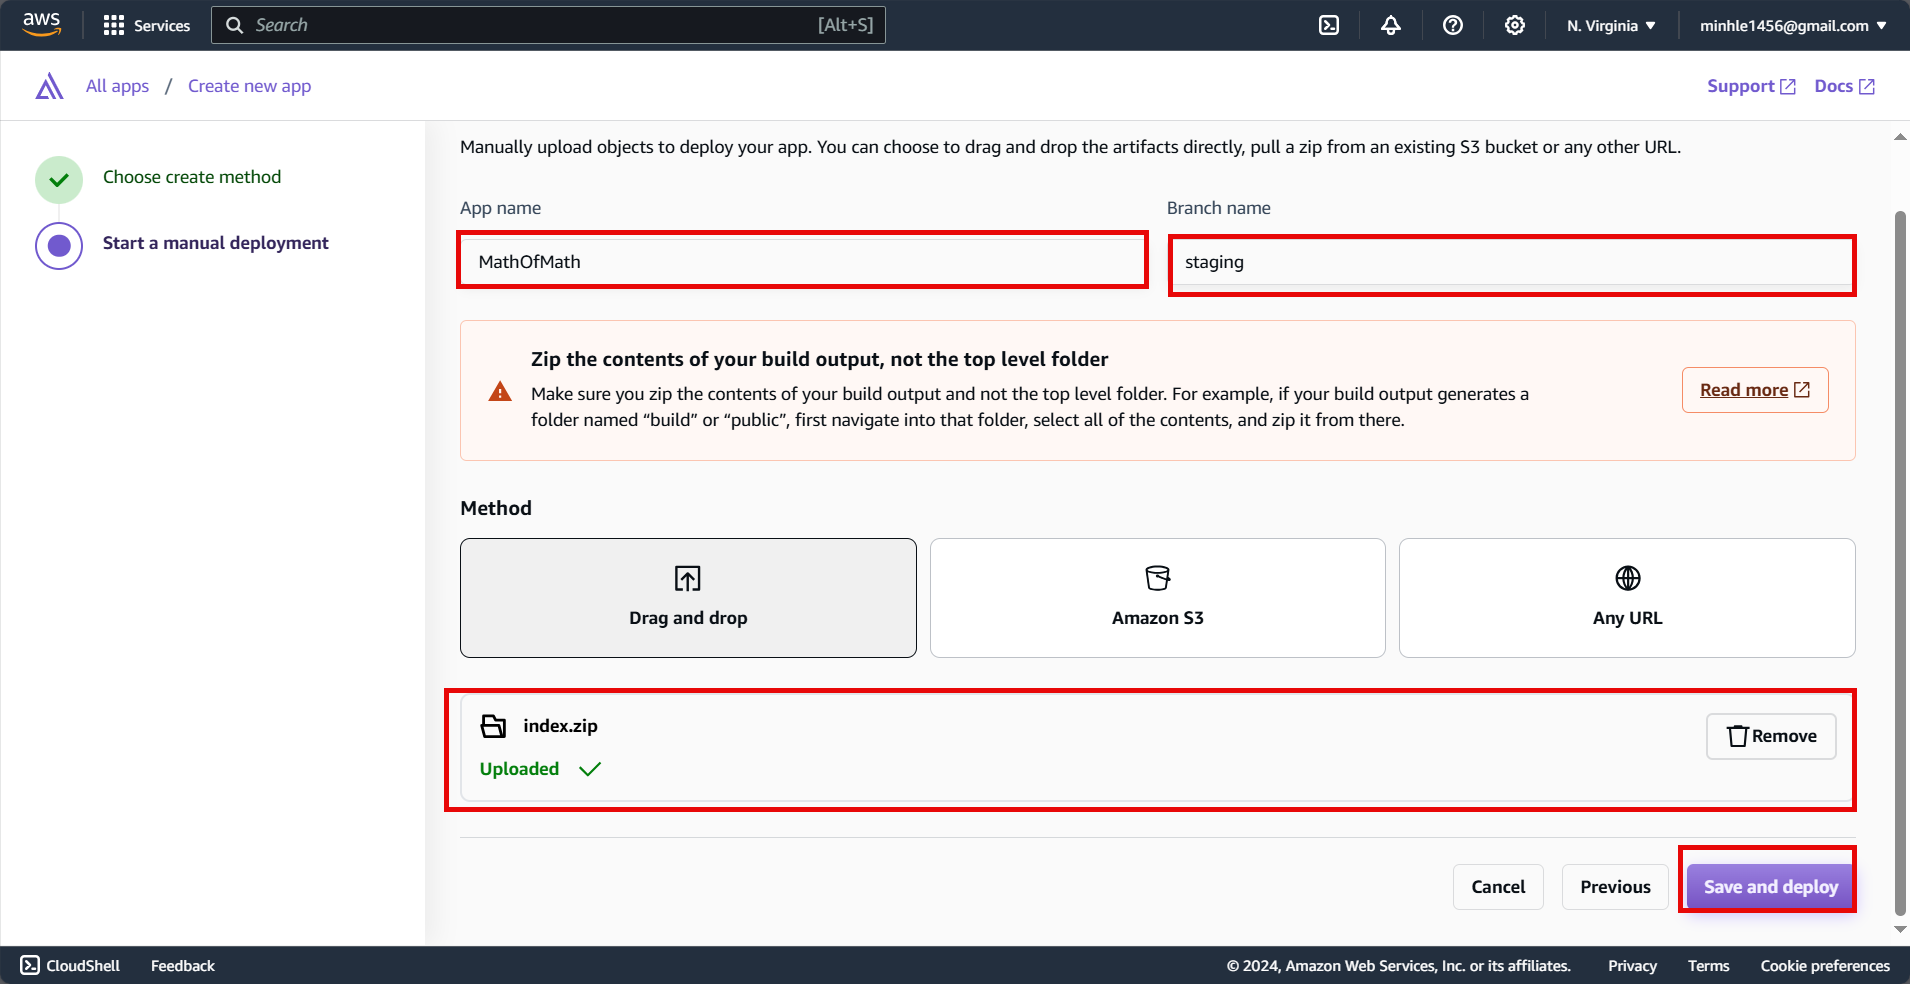 aws
Services
Search
[Alt+S]
N. Virginia
minhle1456@gmail.com
All apps / Create new app
Support
Docs
Choose create method
Start a manual deployment
Manually upload objects to deploy your app. You can choose to drag and drop the artifacts directly, pull a zip from an existing S3 bucket or any other URL.
App name
Branch name
MathOfMath
staging
Zip the contents of your build output, not the top level folder
Make sure you zip the contents of your build output and not the top level folder. For example, if your build output generates a
folder named “build” or “public”, first navigate into that folder, select all of the contents, and zip it from there.
Read more
Method
Drag and drop
Amazon S3
Any URL
index.zip
Uploaded
Remove
Cancel
Previous
Save and deploy
CloudShell
Feedback
© 2024, Amazon Web Services, Inc. or its affiliates.
Privacy
Terms
Cookie preferences